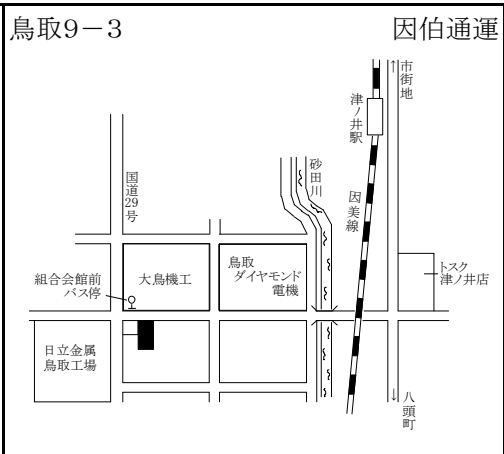 鳥取9－3
因伯通運
↑市街地
津ノ井駅
砂田川
国道29号
因美線
鳥取
ダイヤモンド
電機
大鳥機工
トスク
津ノ井店
組合会館前
バス停
日立金属
鳥取工場
↓八頭町